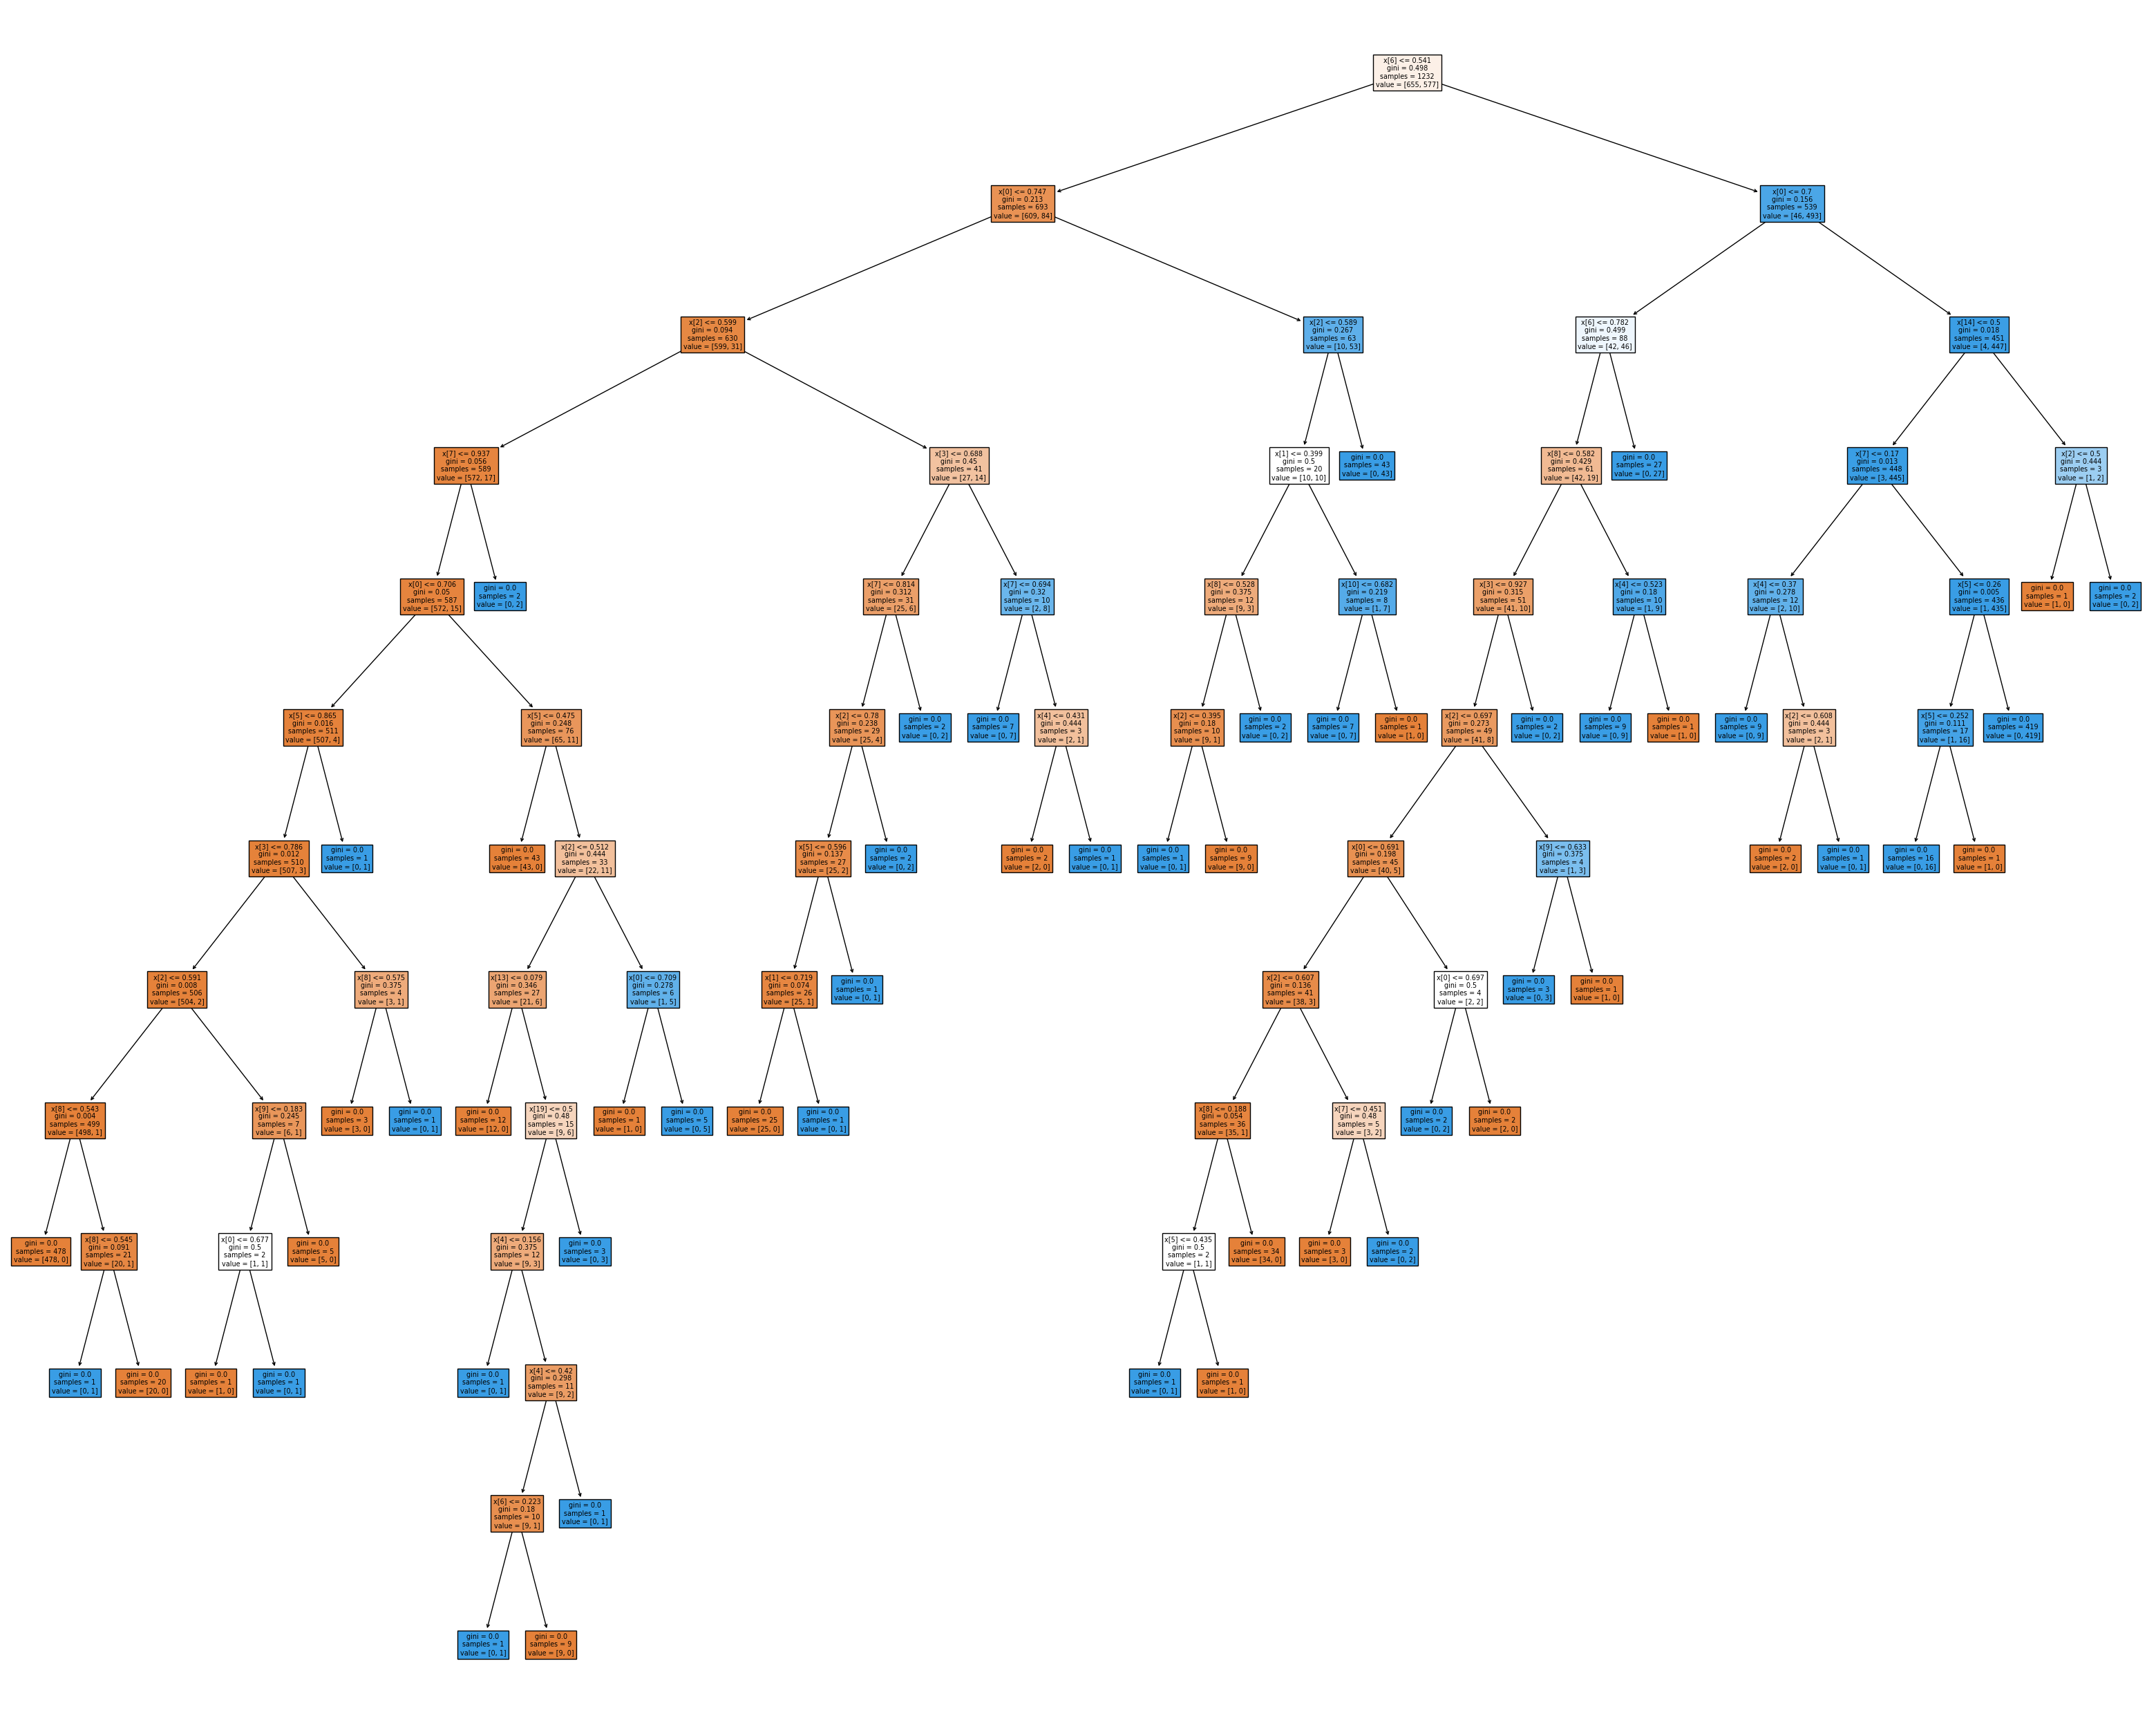 x[6] <= 0.541
gini = 0.498
samples = 1232
value = [655, 577]
x[0] <= 0.747
gini = 0.213
samples = 693
value = [609, 84]
x[0] <= 0.7
gini = 0.156
samples = 539
value = [46, 493]
x[2] <= 0.599
gini = 0.094
samples = 630
value = [599, 31]
x[2] <= 0.589
gini = 0.267
samples = 63
value = [10, 53]
x[6] <= 0.782
gini = 0.499
samples = 88
value = [42, 46]
x[14] <= 0.5
gini = 0.018
samples = 451
value = [4, 447]
x[7] <= 0.937
gini = 0.056
samples = 589
value = [572, 17]
x[3] <= 0.688
gini = 0.45
samples = 41
value = [27, 14]
x[1] <= 0.399
gini = 0.5
samples = 20
value = [10, 10]
gini = 0.0
samples = 43
value = [0, 43]
x[8] <= 0.582
gini = 0.429
samples = 61
value = [42, 19]
gini = 0.0
samples = 27
value = [0, 27]
x[7] <= 0.17
gini = 0.013
samples = 448
value = [3, 445]
x[2] <= 0.5
gini = 0.444
samples = 3
value = [1, 2]
x[0] <= 0.706
gini = 0.05
samples = 587
value = [572, 15]
gini = 0.0
samples = 2
value = [0, 2]
x[7] <= 0.814
gini = 0.312
samples = 31
value = [25, 6]
x[7] <= 0.694
gini = 0.32
samples = 10
value = [2, 8]
x[8] <= 0.528
gini = 0.375
samples = 12
value = [9, 3]
x[10] <= 0.682
gini = 0.219
samples = 8
value = [1, 7]
x[3] <= 0.927
gini = 0.315
samples = 51
value = [41, 10]
x[4] <= 0.523
gini = 0.18
samples = 10
value = [1, 9]
x[4] <= 0.37
gini = 0.278
samples = 12
value = [2, 10]
x[5] <= 0.26
gini = 0.005
samples = 436
value = [1, 435]
gini = 0.0
samples = 1
value = [1, 0]
gini = 0.0
samples = 2
value = [0, 2]
x[5] <= 0.865
gini = 0.016
samples = 511
value = [507, 4]
x[5] <= 0.475
gini = 0.248
samples = 76
value = [65, 11]
x[2] <= 0.78
gini = 0.238
samples = 29
value = [25, 4]
gini = 0.0
samples = 2
value = [0, 2]
gini = 0.0
samples = 7
value = [0, 7]
x[4] <= 0.431
gini = 0.444
samples = 3
value = [2, 1]
x[2] <= 0.395
gini = 0.18
samples = 10
value = [9, 1]
gini = 0.0
samples = 2
value = [0, 2]
gini = 0.0
samples = 7
value = [0, 7]
gini = 0.0
samples = 1
value = [1, 0]
x[2] <= 0.697
gini = 0.273
samples = 49
value = [41, 8]
gini = 0.0
samples = 2
value = [0, 2]
gini = 0.0
samples = 9
value = [0, 9]
gini = 0.0
samples = 1
value = [1, 0]
gini = 0.0
samples = 9
value = [0, 9]
x[2] <= 0.608
gini = 0.444
samples = 3
value = [2, 1]
x[5] <= 0.252
gini = 0.111
samples = 17
value = [1, 16]
gini = 0.0
samples = 419
value = [0, 419]
x[3] <= 0.786
gini = 0.012
samples = 510
value = [507, 3]
gini = 0.0
samples = 1
value = [0, 1]
gini = 0.0
samples = 43
value = [43, 0]
x[2] <= 0.512
gini = 0.444
samples = 33
value = [22, 11]
x[5] <= 0.596
gini = 0.137
samples = 27
value = [25, 2]
gini = 0.0
samples = 2
value = [0, 2]
gini = 0.0
samples = 2
value = [2, 0]
gini = 0.0
samples = 1
value = [0, 1]
gini = 0.0
samples = 1
value = [0, 1]
gini = 0.0
samples = 9
value = [9, 0]
x[0] <= 0.691
gini = 0.198
samples = 45
value = [40, 5]
x[9] <= 0.633
gini = 0.375
samples = 4
value = [1, 3]
gini = 0.0
samples = 2
value = [2, 0]
gini = 0.0
samples = 1
value = [0, 1]
gini = 0.0
samples = 16
value = [0, 16]
gini = 0.0
samples = 1
value = [1, 0]
x[2] <= 0.591
gini = 0.008
samples = 506
value = [504, 2]
x[8] <= 0.575
gini = 0.375
samples = 4
value = [3, 1]
x[13] <= 0.079
gini = 0.346
samples = 27
value = [21, 6]
x[0] <= 0.709
gini = 0.278
samples = 6
value = [1, 5]
x[1] <= 0.719
gini = 0.074
samples = 26
value = [25, 1]
gini = 0.0
samples = 1
value = [0, 1]
x[2] <= 0.607
gini = 0.136
samples = 41
value = [38, 3]
x[0] <= 0.697
gini = 0.5
samples = 4
value = [2, 2]
gini = 0.0
samples = 3
value = [0, 3]
gini = 0.0
samples = 1
value = [1, 0]
x[8] <= 0.543
gini = 0.004
samples = 499
value = [498, 1]
x[9] <= 0.183
gini = 0.245
samples = 7
value = [6, 1]
gini = 0.0
samples = 3
value = [3, 0]
gini = 0.0
samples = 1
value = [0, 1]
gini = 0.0
samples = 12
value = [12, 0]
x[19] <= 0.5
gini = 0.48
samples = 15
value = [9, 6]
gini = 0.0
samples = 1
value = [1, 0]
gini = 0.0
samples = 5
value = [0, 5]
gini = 0.0
samples = 25
value = [25, 0]
gini = 0.0
samples = 1
value = [0, 1]
x[8] <= 0.188
gini = 0.054
samples = 36
value = [35, 1]
x[7] <= 0.451
gini = 0.48
samples = 5
value = [3, 2]
gini = 0.0
samples = 2
value = [0, 2]
gini = 0.0
samples = 2
value = [2, 0]
gini = 0.0
samples = 478
value = [478, 0]
x[8] <= 0.545
gini = 0.091
samples = 21
value = [20, 1]
x[0] <= 0.677
gini = 0.5
samples = 2
value = [1, 1]
gini = 0.0
samples = 5
value = [5, 0]
x[4] <= 0.156
gini = 0.375
samples = 12
value = [9, 3]
gini = 0.0
samples = 3
value = [0, 3]
x[5] <= 0.435
gini = 0.5
samples = 2
value = [1, 1]
gini = 0.0
samples = 34
value = [34, 0]
gini = 0.0
samples = 3
value = [3, 0]
gini = 0.0
samples = 2
value = [0, 2]
gini = 0.0
samples = 1
value = [0, 1]
gini = 0.0
samples = 20
value = [20, 0]
gini = 0.0
samples = 1
value = [1, 0]
gini = 0.0
samples = 1
value = [0, 1]
gini = 0.0
samples = 1
value = [0, 1]
x[4] <= 0.42
gini = 0.298
samples = 11
value = [9, 2]
gini = 0.0
samples = 1
value = [0, 1]
gini = 0.0
samples = 1
value = [1, 0]
x[6] <= 0.223
gini = 0.18
samples = 10
value = [9, 1]
gini = 0.0
samples = 1
value = [0, 1]
gini = 0.0
samples = 1
value = [0, 1]
gini = 0.0
samples = 9
value = [9, 0]